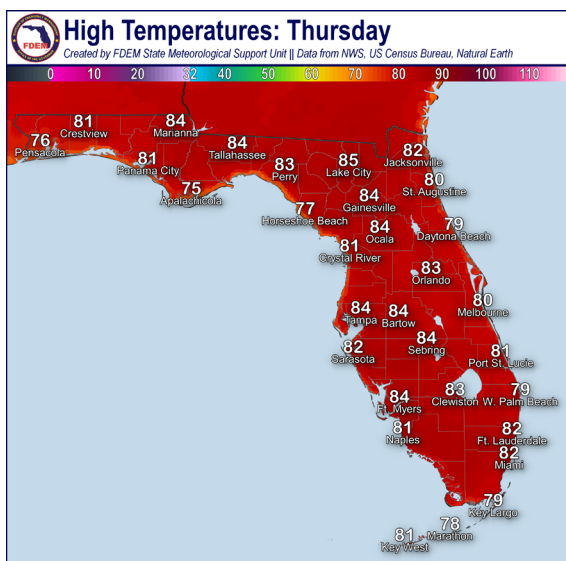 High Temperatures: Thursday
Created by FDEM State Meteorological Support Unit || Data from NWS, US Census Bureau, Natural Earth
FDEM
0 10 20 32 40 50 60 70 80 90 100 110
81
Crestview
84
Marianna
76
Pensacola
81
Panama City
84
Tallahassee
75
Apalachicola
83
Perry
85
Lake City
82
Jacksonville
80
St. Augustine
77
Horseshoe Beach
84
Gainesville
84
Ocala
79
Daytona Beach
81
Crystal River
83
Orlando
80
Melbourne
84
Tampa
84
Bartow
84
Sebring
82
Sarasota
81
Port St. Lucie
84
Ft. Myers
83
Clewiston
79
W. Palm Beach
81
Naples
82
Ft. Lauderdale
82
Miami
79
Key Largo
78
Marathon
81
Key West